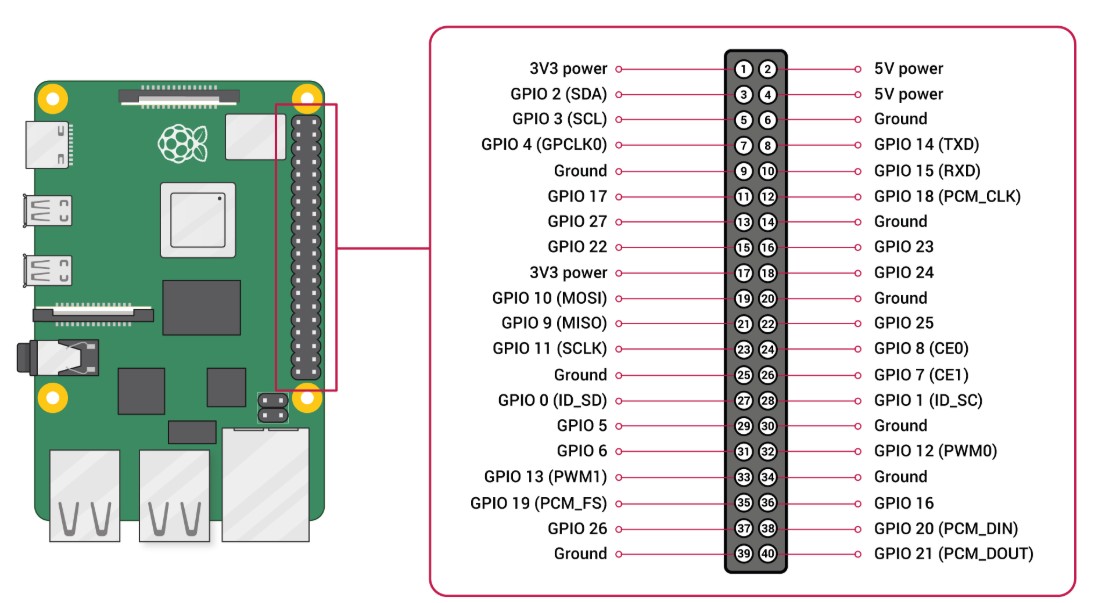 3V3 power 1 2 5V power
GPIO 2 (SDA) 3 4 5V power
GPIO 3 (SCL) 5 6 Ground
GPIO 4 (GPCLK0) 7 8 GPIO 14 (TXD)
Ground 9 10 GPIO 15 (RXD)
GPIO 17 11 12 GPIO 18 (PCM_CLK)
GPIO 27 13 14 Ground
GPIO 22 15 16 GPIO 23
3V3 power 17 18 GPIO 24
GPIO 10 (MOSI) 19 20 Ground
GPIO 9 (MISO) 21 22 GPIO 25
GPIO 11 (SCLK) 23 24 GPIO 8 (CE0)
Ground 25 26 GPIO 7 (CE1)
GPIO 0 (ID_SD) 27 28 GPIO 1 (ID_SC)
GPIO 5 29 30 Ground
GPIO 6 31 32 GPIO 12 (PWM0)
GPIO 13 (PWM1) 33 34 Ground
GPIO 19 (PCM_FS) 35 36 GPIO 16
GPIO 26 37 38 GPIO 20 (PCM_DIN)
Ground 39 40 GPIO 21 (PCM_DOUT)